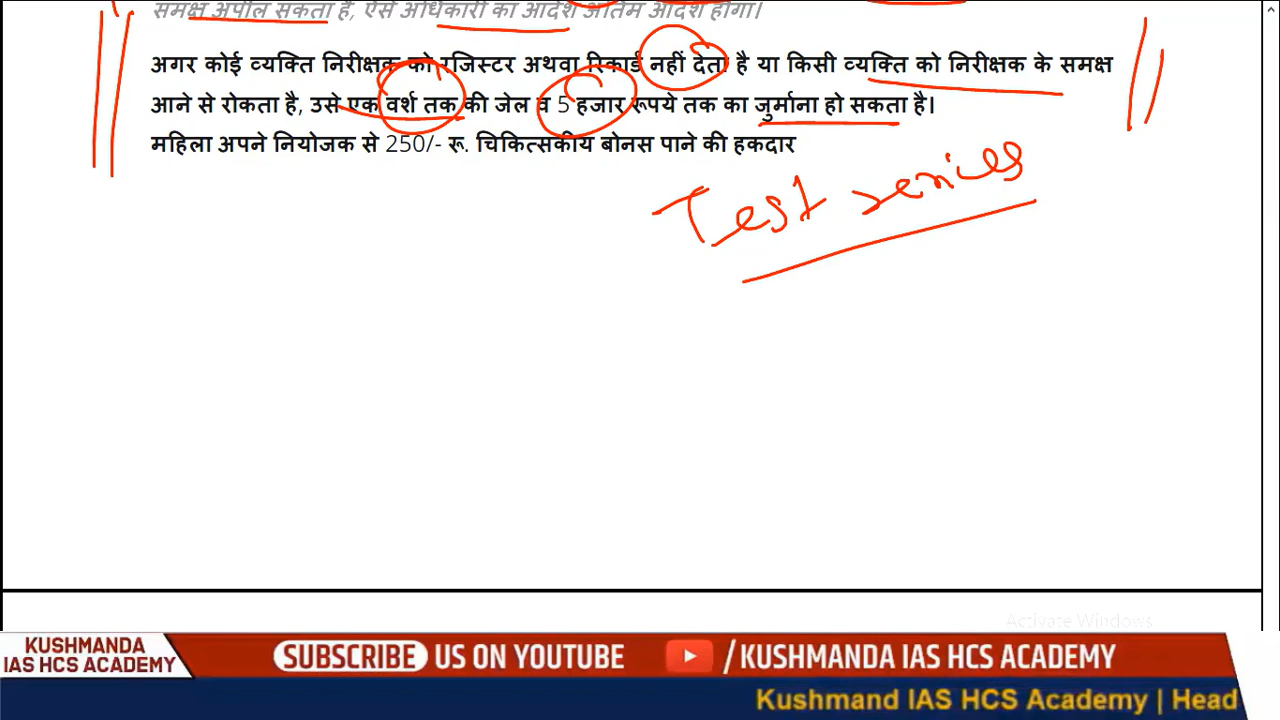 समक्ष अपील सकता है, ऐसे अधिकारी का आदेश अंतिम आदेश होगा।
अगर कोई व्यक्ति निरीक्षक को रजिस्टर अथवा रिकार्ड नहीं देता है या किसी व्यक्ति को निरीक्षक के समक्ष
आने से रोकता है, उसे एक वर्श तक की जेल व 5 हजार रूपये तक का जुर्माना हो सकता है।
महिला अपने नियोजक से 250/- रू. चिकित्सकीय बोनस पाने की हकदार
Test series
Activate Windows
KUSHMANDA
IAS HCS ACADEMY
SUBSCRIBE US ON YOUTUBE /KUSHMANDA IAS HCS ACADEMY
Kushmand IAS HCS Academy | Head